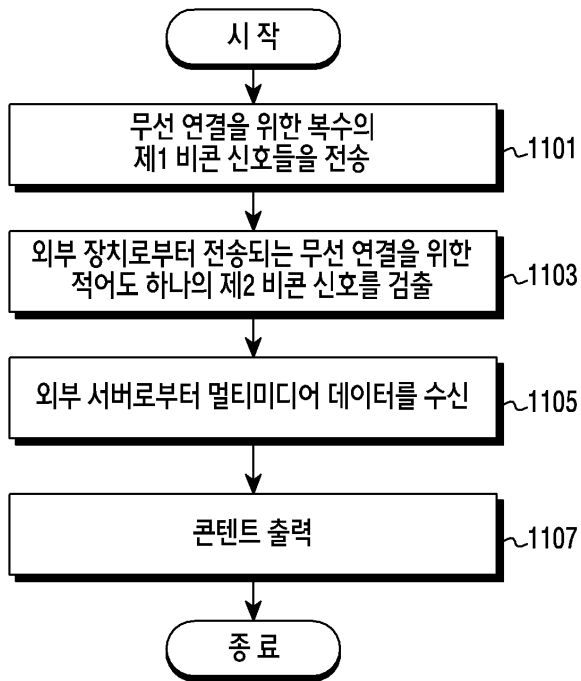 시 작
무선 연결을 위한 복수의
제1 비콘 신호들을 전송
1101
외부 장치로부터 전송되는 무선 연결을 위한
적어도 하나의 제2 비콘 신호를 검출
1103
외부 서버로부터 멀티미디어 데이터를 수신
1105
콘텐트 출력
1107
종 료